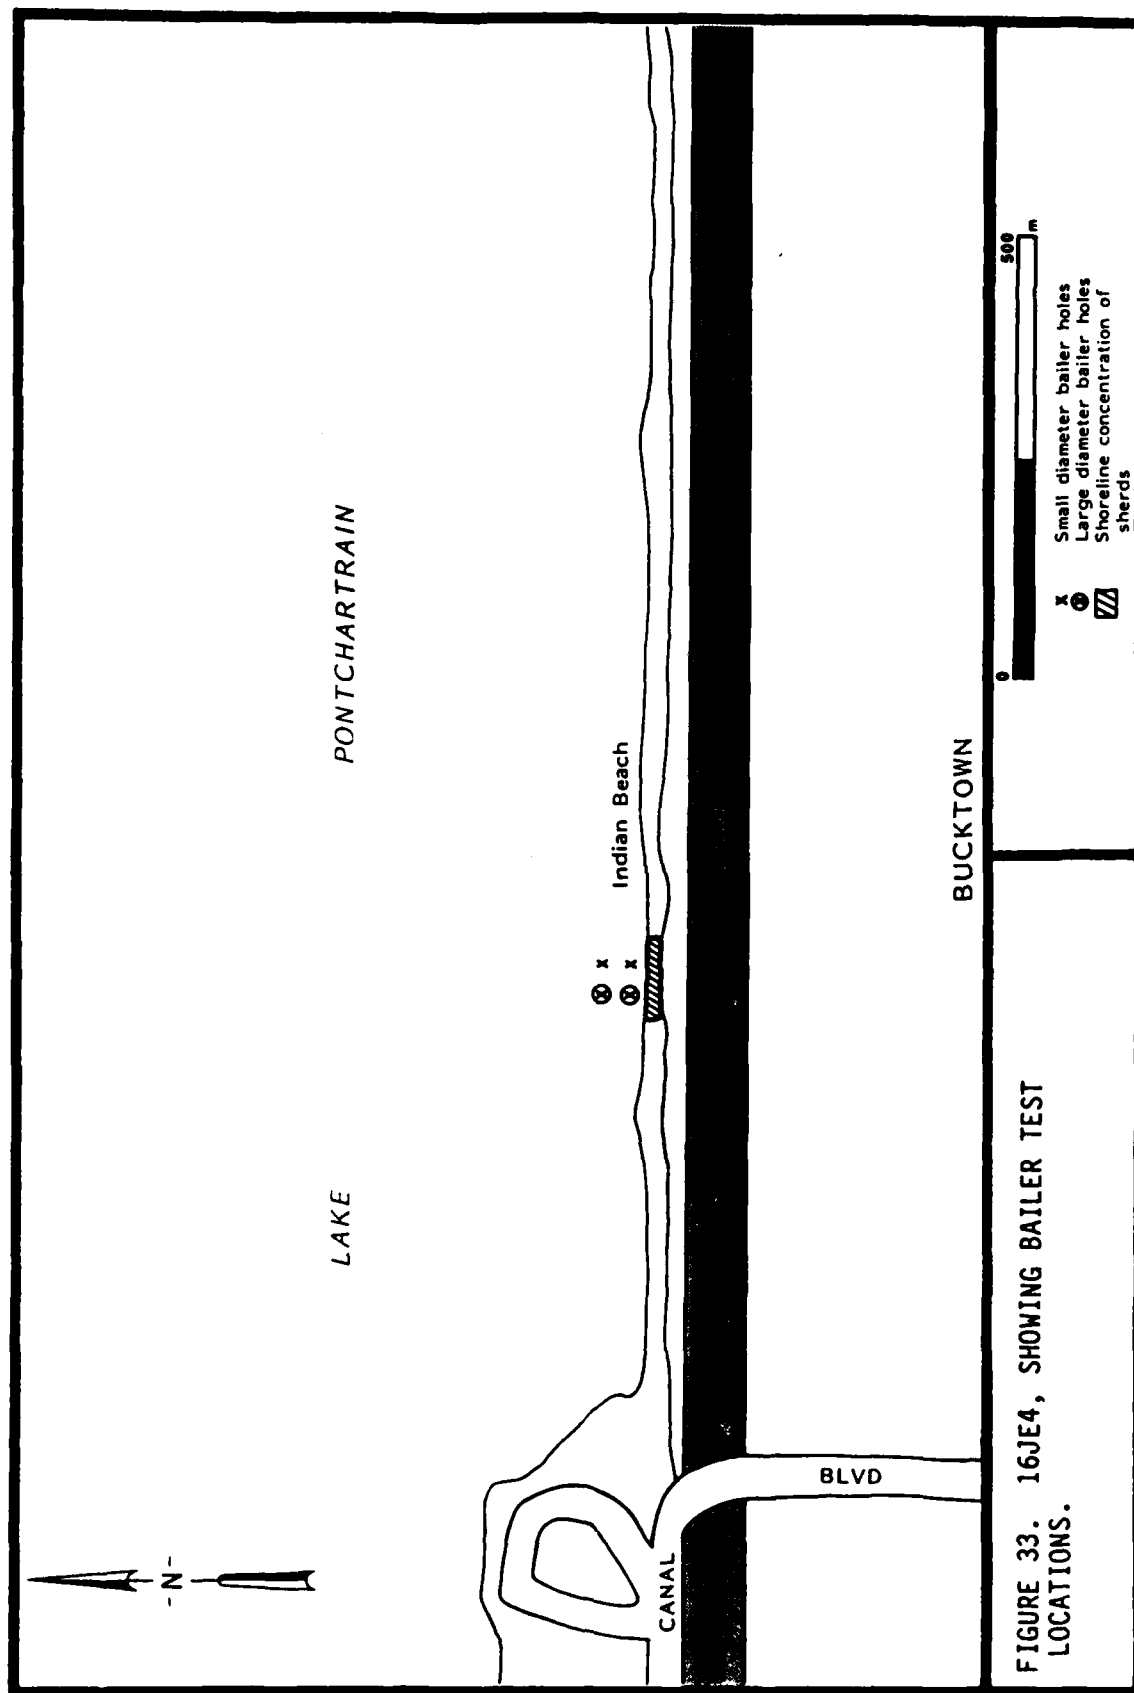 -N-
LAKE
PONTCHARTRAIN
Indian Beach
CANAL
BLVD
BUCKTOWN
FIGURE 33. 16JE4, SHOWING BAILER TEST
LOCATIONS.
0
500
m
x Small diameter bailer holes
Large diameter bailer holes
Shoreline concentration of
sherds